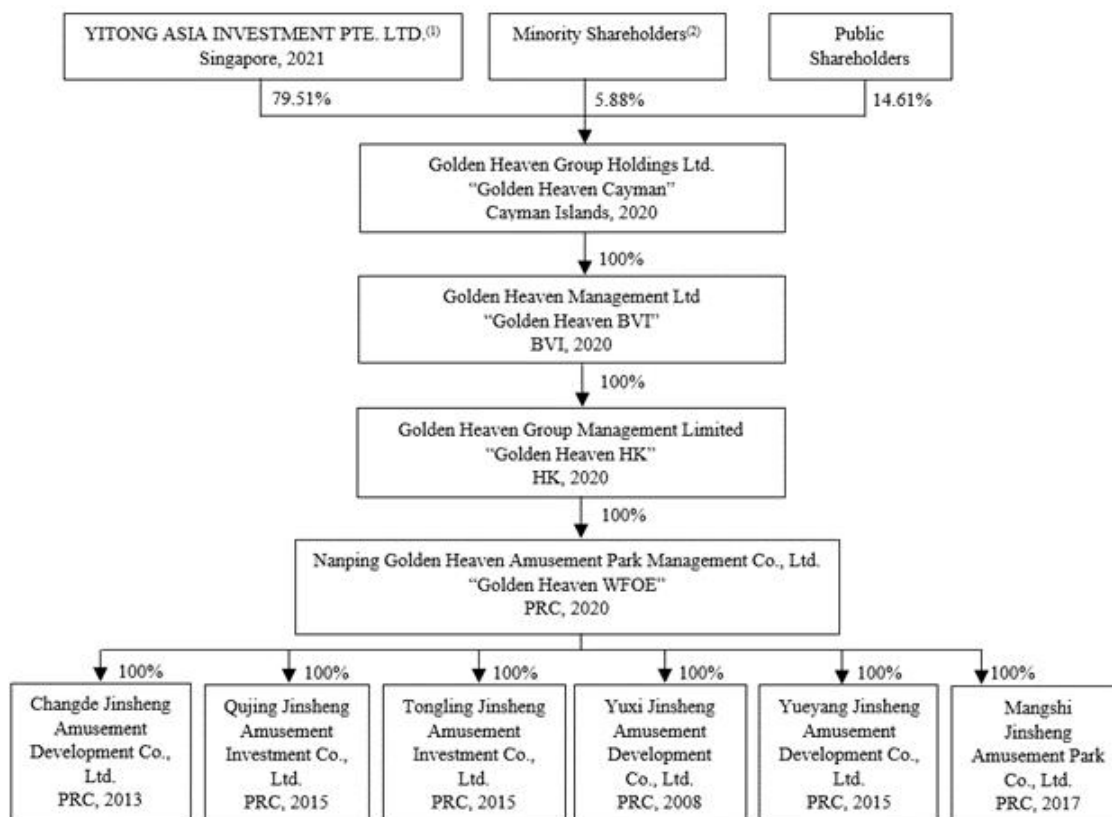 YITONG ASIA INVESTMENT PTE. LTD.(1)
Singapore, 2021
Minority Shareholders(2)
Public
Shareholders
79.51%
5.88%
14.61%
Golden Heaven Group Holdings Ltd.
“Golden Heaven Cayman”
Cayman Islands, 2020
100%
Golden Heaven Management Ltd
“Golden Heaven BVI”
BVI, 2020
100%
Golden Heaven Group Management Limited
“Golden Heaven HK”
HK, 2020
100%
Nanping Golden Heaven Amusement Park Management Co., Ltd.
“Golden Heaven WFOE”
PRC, 2020
100%
100%
100%
100%
100%
100%
Changde Jinsheng
Amusement
Development Co.,
Ltd.
PRC, 2013
Qujing Jinsheng
Amusement
Investment Co.,
Ltd.
PRC, 2015
Tongling Jinsheng
Amusement
Investment Co.,
Ltd.
PRC, 2015
Yuxi Jinsheng
Amusement
Development
Co., Ltd.
PRC, 2008
Yueyang Jinsheng
Amusement
Development Co.,
Ltd.
PRC, 2015
Mangshi
Jinsheng
Amusement Park
Co., Ltd.
PRC, 2017